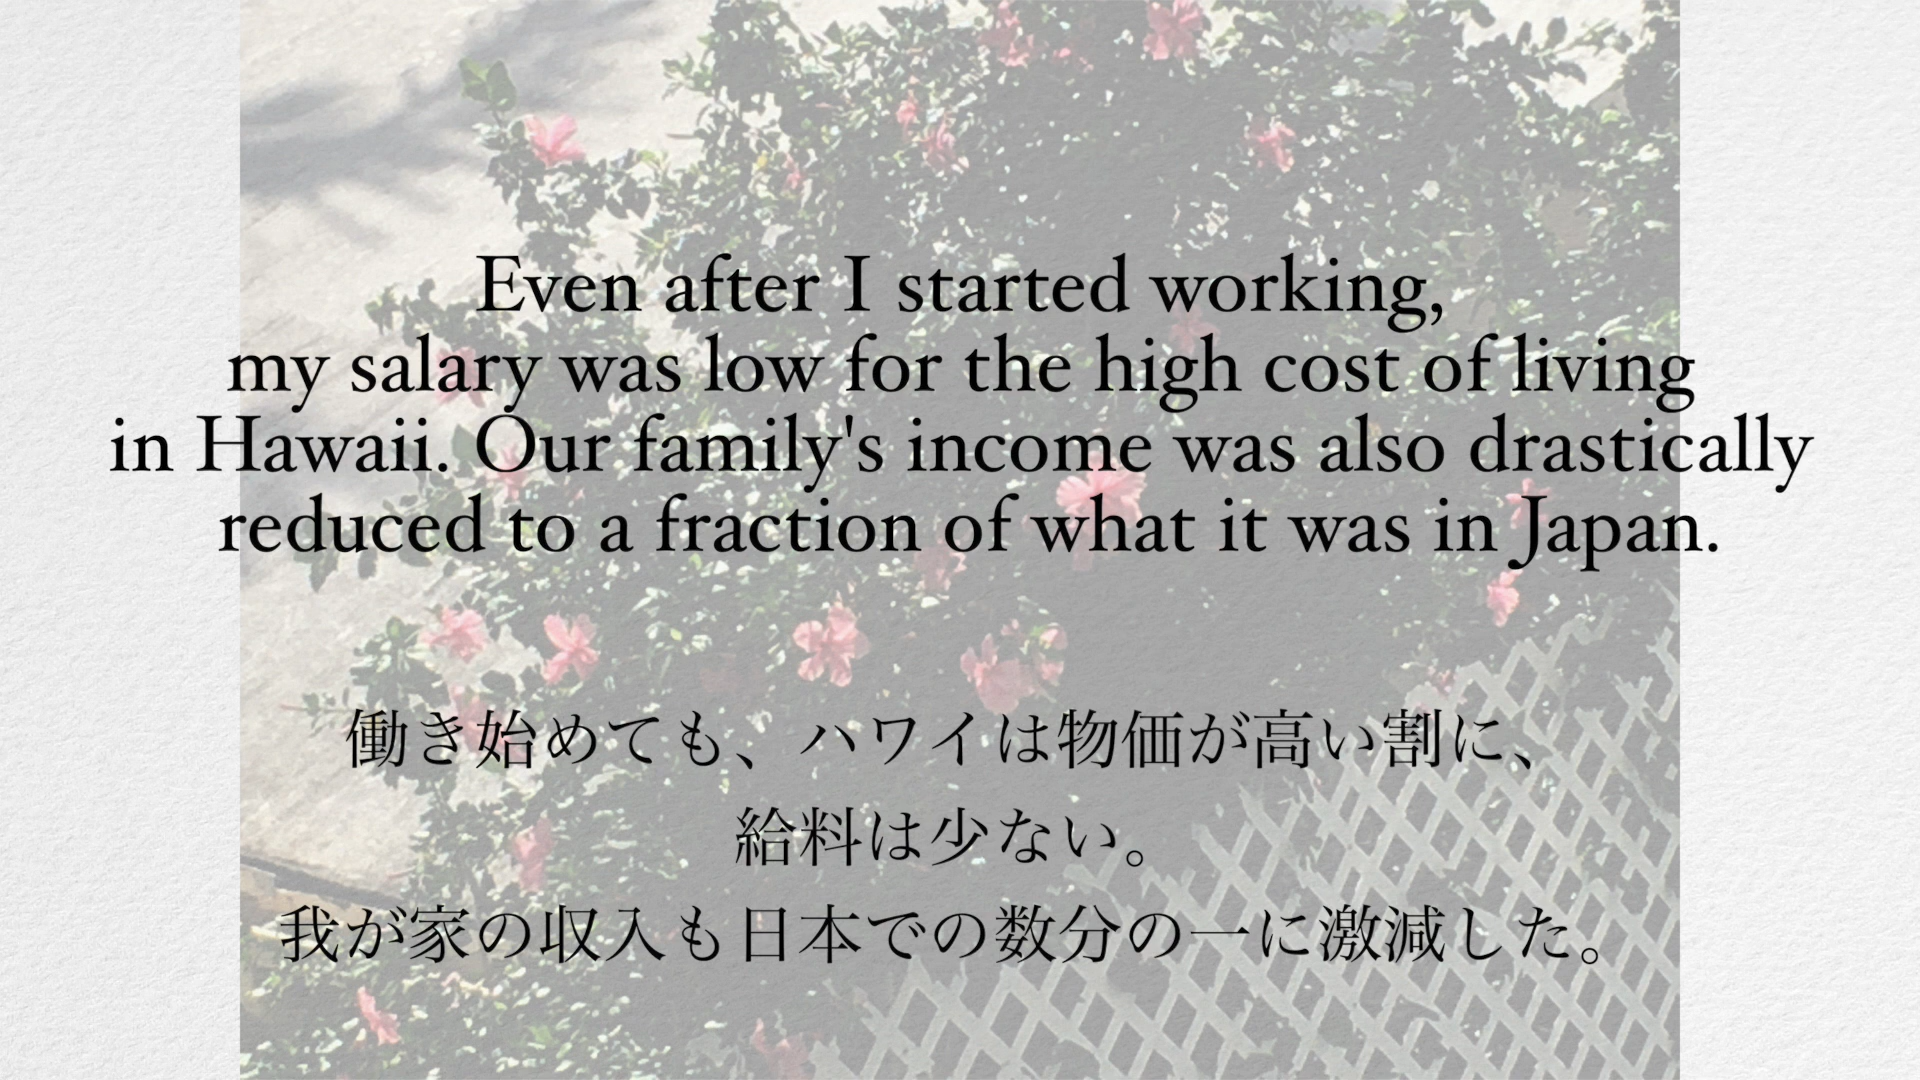 Even after I started working,
my salary was low for the high cost of living
in Hawaii. Our family's income was also drastically
reduced to a fraction of what it was in Japan.
働き始めても、ハワイは物価が高い割に、
給料は少ない。
我が家の収入も日本での数分の一に激減した。